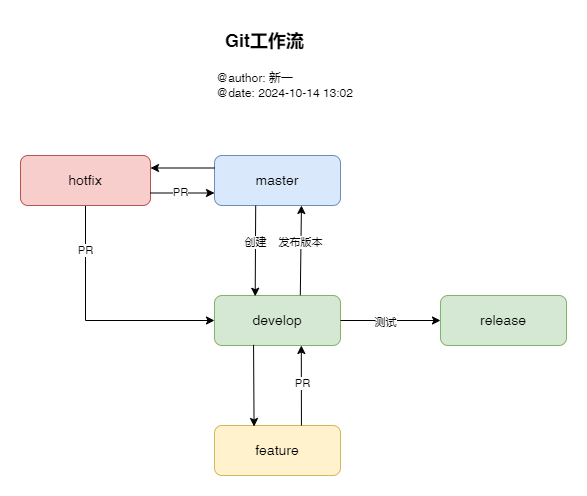 Git工作流
@author: 新一
@date: 2024-10-14 13:02
hotfix
master
PR
PR
创建
发布版本
develop
测试
release
PR
feature